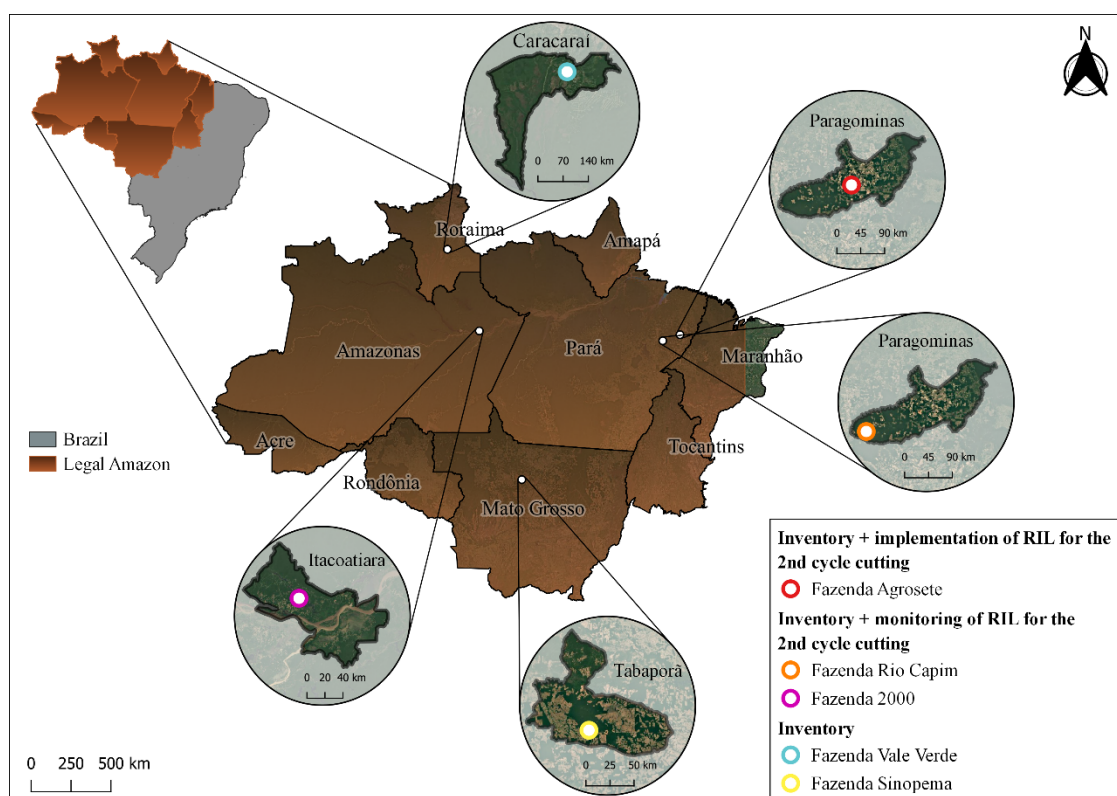 N
Caracaraí
0 70 140 km
Paragominas
0 45 90 km
Roraima
Amapá
Amazonas
Pará
Maranhão
Paragominas
0 45 90 km
Brazil
Legal Amazon
Acre
Tocantins
Rondônia
Mato Grosso
Itacoatiara
0 20 40 km
Tabaporã
0 25 50 km
Inventory + implementation of RIL for the
2nd cycle cutting
Fazenda Agrosete
Inventory + monitoring of RIL for the
2nd cycle cutting
Fazenda Rio Capim
Fazenda 2000
Inventory
Fazenda Vale Verde
Fazenda Sinopema
0 250 500 km